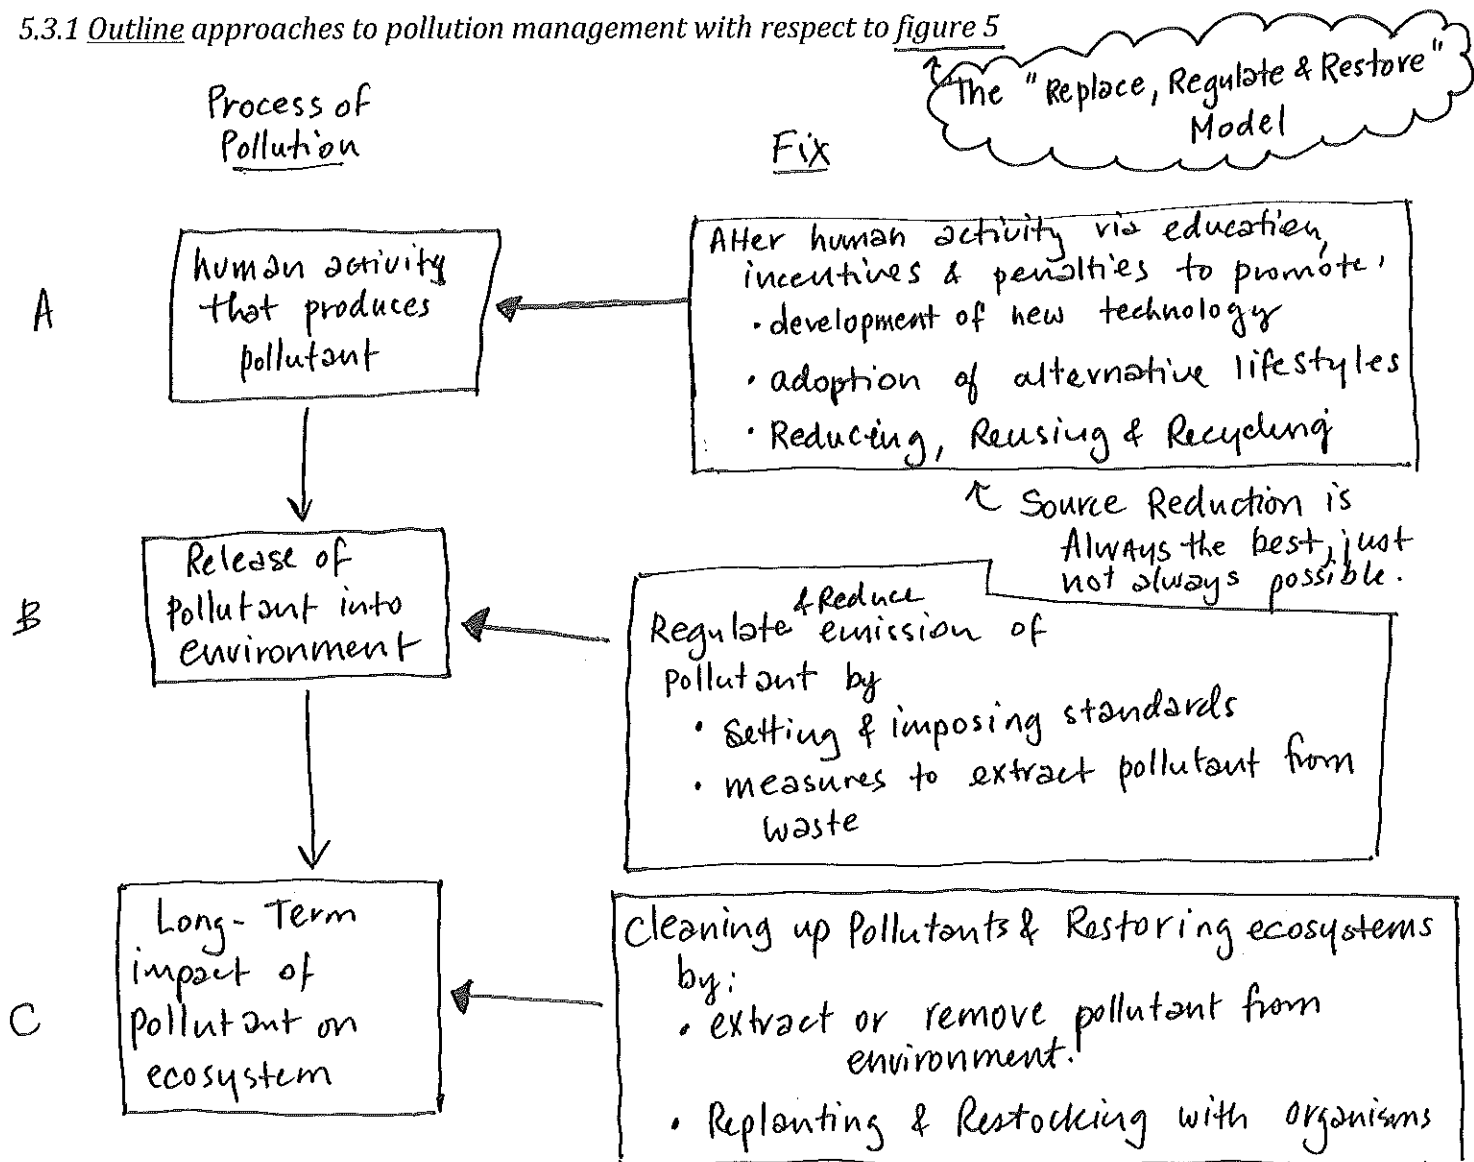 5.3.1 Outline approaches to pollution management with respect to figure 5
The "Replace, Regulate & Restore"
Model
Process of
Pollution
Fix
A
human activity
that produces
pollutant
Alter human activity via education,
incentives & penalties to promote,
• development of new technology
• adoption of alternative lifestyles
• Reducing, Reusing & Recycling
Source Reduction is
Always the best, just
not always possible.
B
Release of
pollutant into
environment
& Reduce
Regulate emission of
pollutant by
• setting & imposing standards
• measures to extract pollutant from
waste
C
Long-Term
impact of
pollutant on
ecosystem
Cleaning up Pollutants & Restoring ecosystems
by:
• extract or remove pollutant from
environment.
• Replanting & Restocking with organisms